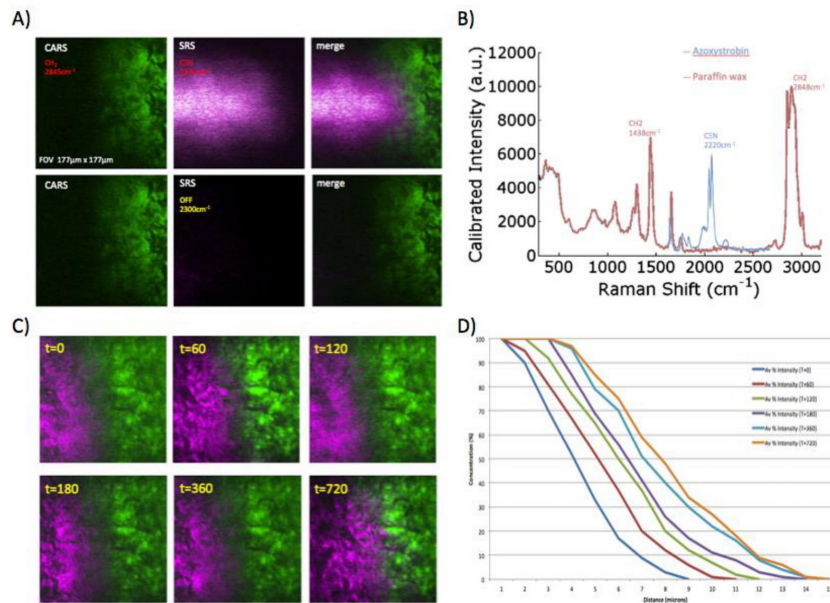 A)
CARS
CH₂
2845cm⁻¹
FOV 177μm x 177μm
SRS
merge
CARS
SRS
OFF
2300cm⁻¹
merge
B)
Calibrated Intensity (a.u.)
12000
10000
8000
6000
4000
2000
0
500
1000
1500
2000
2500
3000
Raman Shift (cm⁻¹)
Azoxystrobin
Paraffin wax
CH2
1438cm⁻¹
CΞN
2220cm⁻¹
CH2
2848cm⁻¹
C)
t=0
t=60
t=120
t=180
t=360
t=720
D)
Concentration (%)
100
90
80
70
60
50
40
30
20
10
0
1
2
3
4
5
6
7
8
9
10
11
12
13
14
15
Distance (microns)
Av % Intensity (T=0)
Av % Intensity (T=60)
Av % Intensity (T=120)
Av % Intensity (T=180)
Av % Intensity (T=360)
Av % Intensity (T=720)